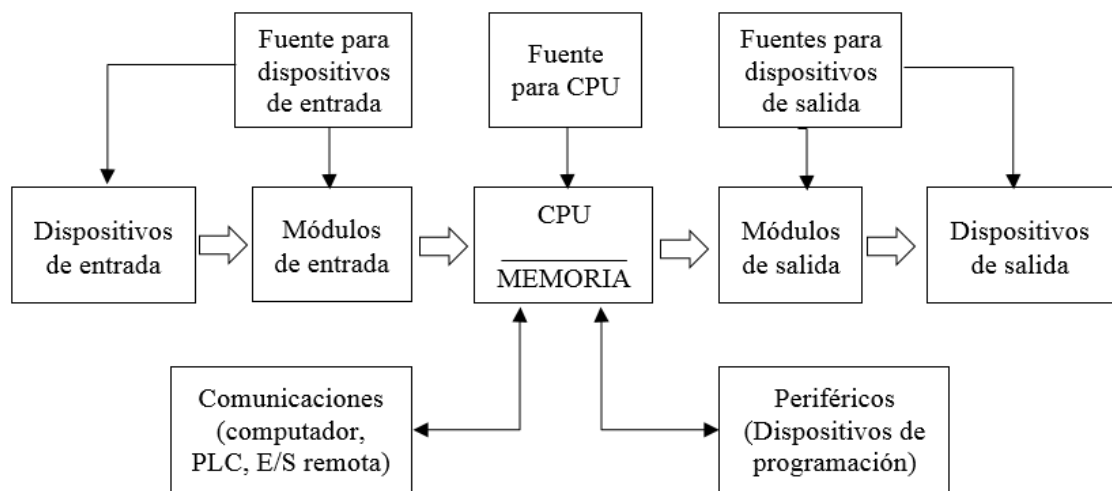 Fuente para
dispositivos
de entrada
Fuente
para CPU
Fuentes para
dispositivos
de salida
Dispositivos
de entrada
Módulos
de entrada
CPU
MEMORIA
Módulos
de salida
Dispositivos
de salida
Comunicaciones
(computador,
PLC, E/S remota)
Periféricos
(Dispositivos de
programación)